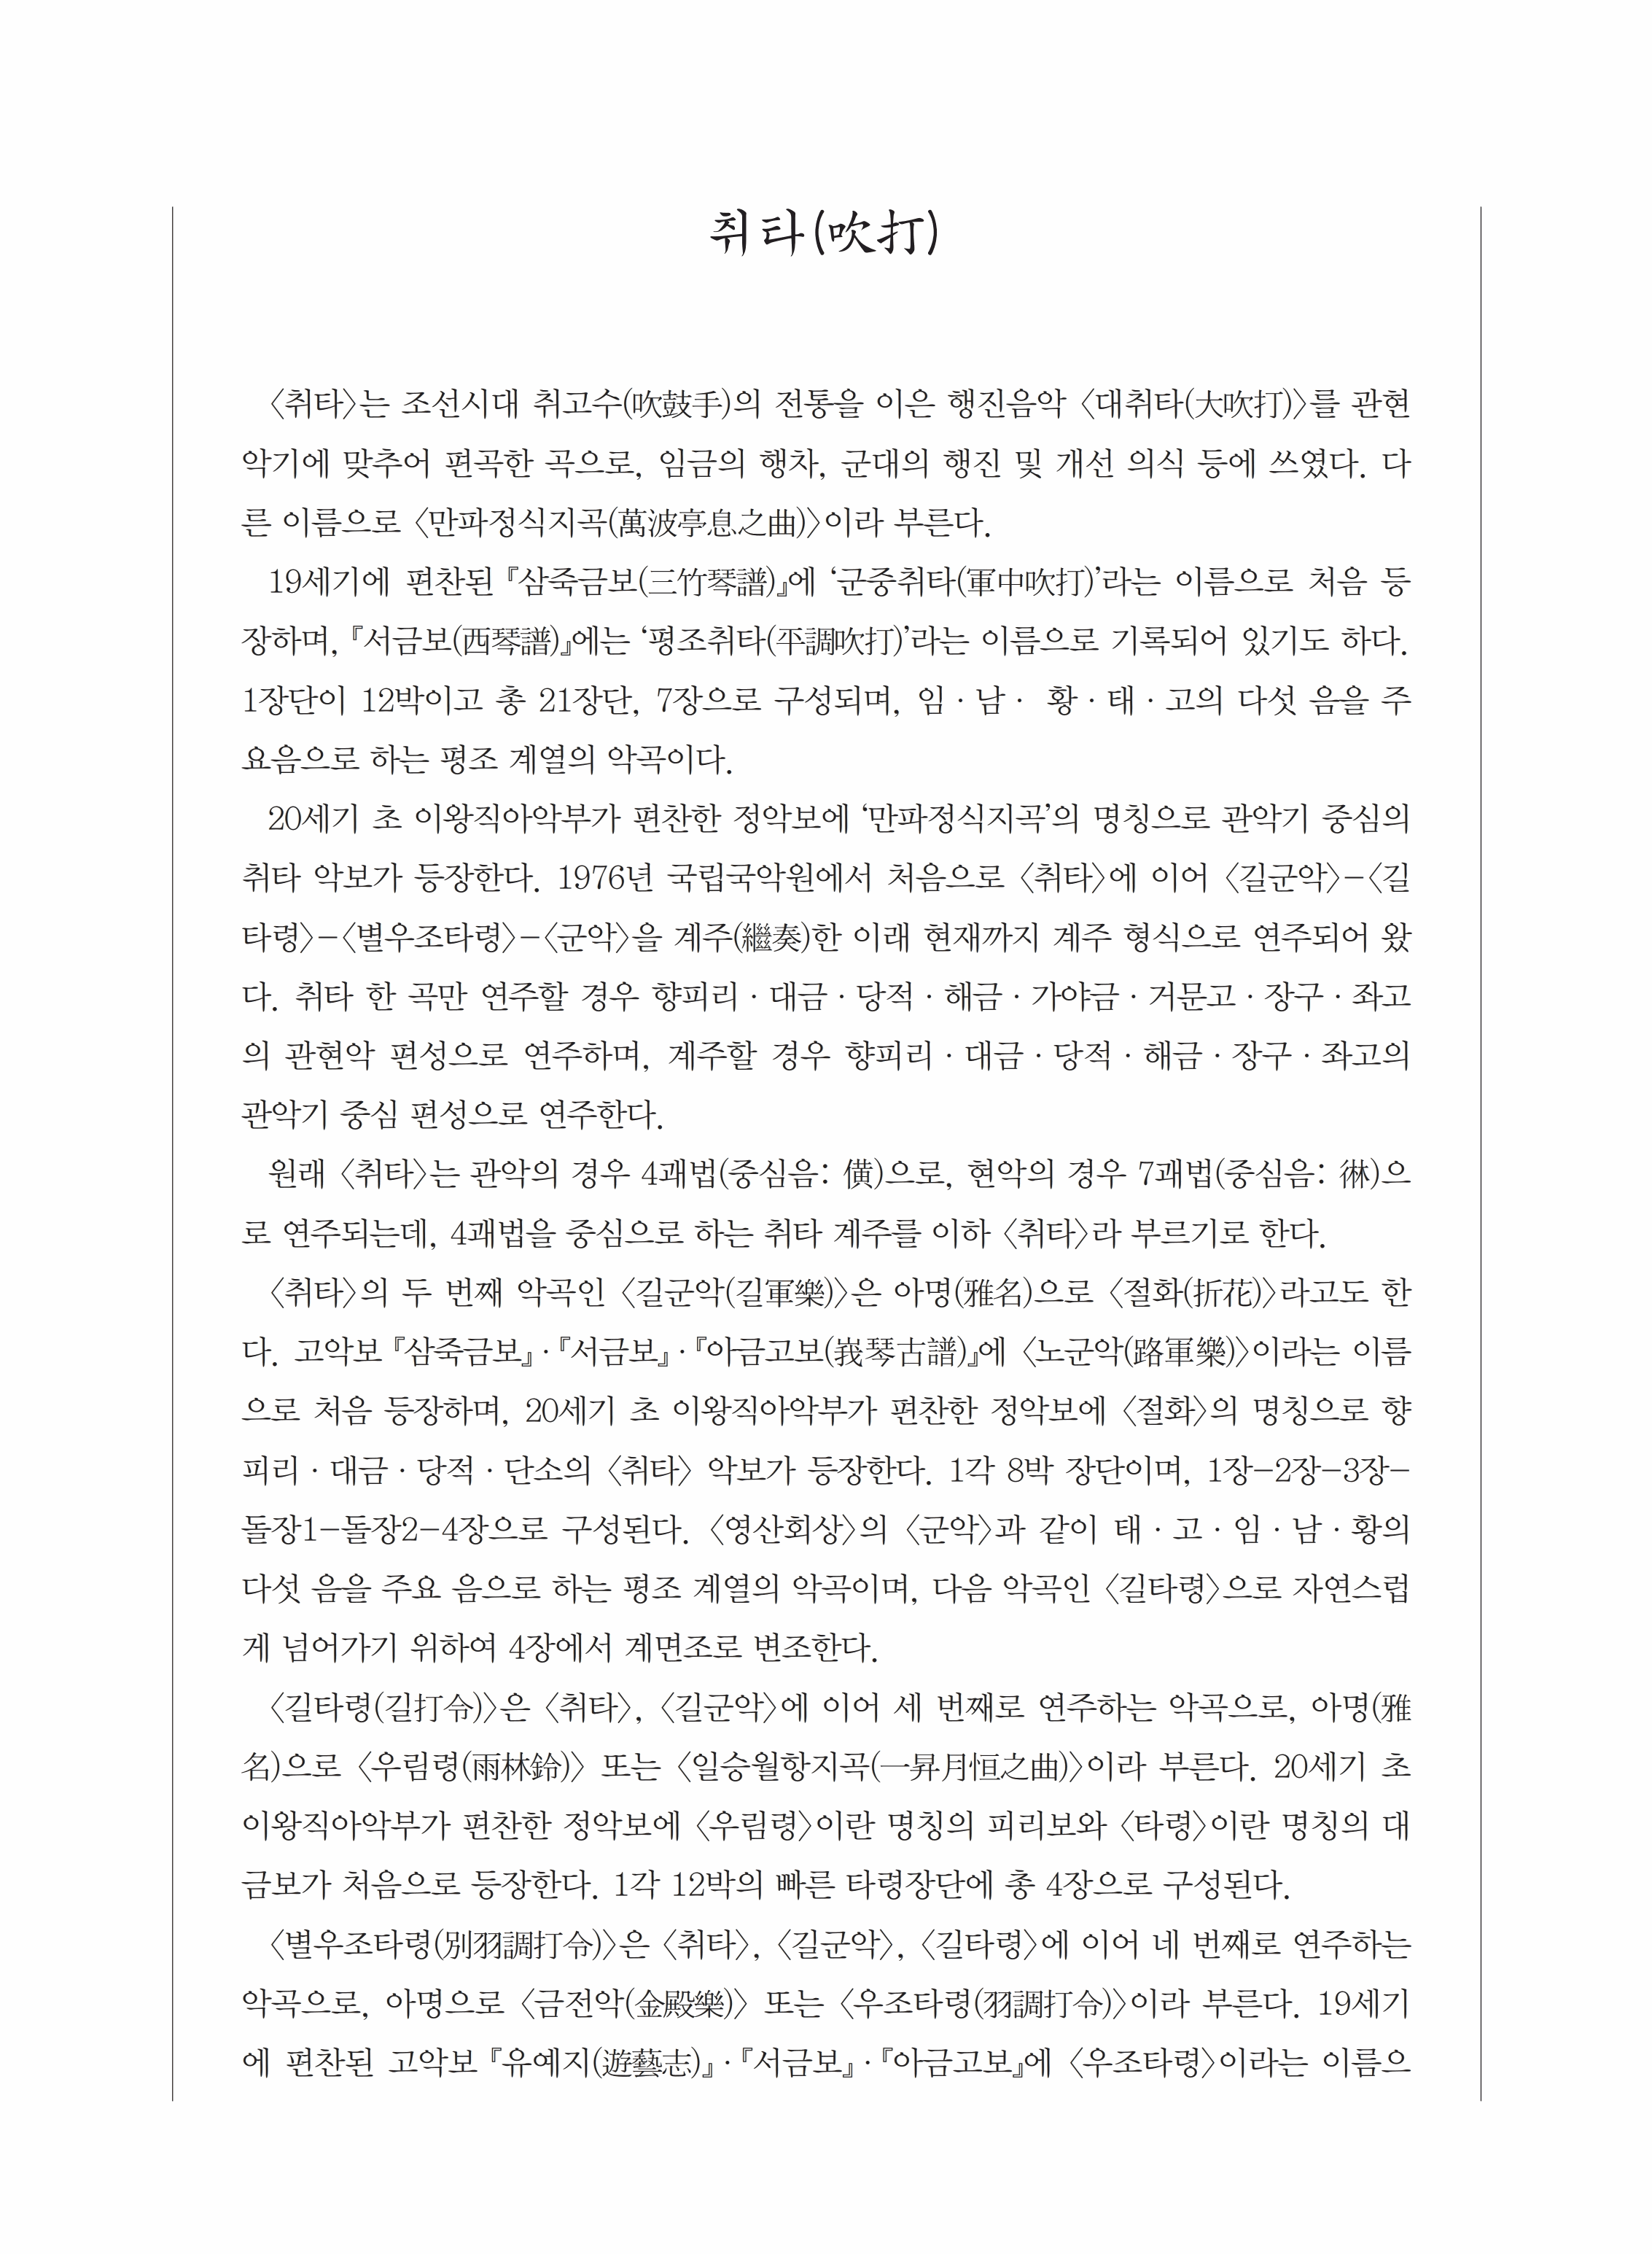 취타(吹打)
〈취타〉는 조선시대 취고수(吹鼓手)의 전통을 이은 행진음악 〈대취타(大吹打)〉를 관현
악기에 맞추어 편곡한 곡으로, 임금의 행차, 군대의 행진 및 개선 의식 등에 쓰였다. 다
른 이름으로 〈만파정식지곡(萬波亭息之曲)〉이라 부른다.
19세기에 편찬된 『삼죽금보(三竹琴譜)』에 ‘군중취타(軍中吹打)’라는 이름으로 처음 등
장하며, 『서금보(西琴譜)』에는 ‘평조취타(平調吹打)’라는 이름으로 기록되어 있기도 하다.
1장단이 12박이고 총 21장단, 7장으로 구성되며, 임 · 남 · 황 · 태 · 고의 다섯 음을 주
요음으로 하는 평조 계열의 악곡이다.
20세기 초 이왕직아악부가 편찬한 정악보에 ‘만파정식지곡’의 명칭으로 관악기 중심의
취타 악보가 등장한다. 1976년 국립국악원에서 처음으로 〈취타〉에 이어 〈길군악〉-〈길
타령〉-〈별우조타령〉-〈군악〉을 계주(繼奏)한 이래 현재까지 계주 형식으로 연주되어 왔
다. 취타 한 곡만 연주할 경우 향피리 · 대금 · 당적 · 해금 · 가야금 · 거문고 · 장구 · 좌고
의 관현악 편성으로 연주하며, 계주할 경우 향피리 · 대금 · 당적 · 해금 · 장구 · 좌고의
관악기 중심 편성으로 연주한다.
원래 〈취타〉는 관악의 경우 4괘법(중심음: 僙)으로, 현악의 경우 7괘법(중심음: 㣩)으
로 연주되는데, 4괘법을 중심으로 하는 취타 계주를 이하 〈취타〉라 부르기로 한다.
〈취타〉의 두 번째 악곡인 〈길군악(길軍樂)〉은 아명(雅名)으로 〈절화(折花)〉라고도 한
다. 고악보 『삼죽금보』 · 『서금보』 · 『아금고보(峩琴古譜)』에 〈노군악(路軍樂)〉이라는 이름
으로 처음 등장하며, 20세기 초 이왕직아악부가 편찬한 정악보에 〈절화〉의 명칭으로 향
피리 · 대금 · 당적 · 단소의 〈취타〉 악보가 등장한다. 1각 8박 장단이며, 1장-2장-3장-
돌장1-돌장2-4장으로 구성된다. 〈영산회상〉의 〈군악〉과 같이 태 · 고 · 임 · 남 · 황의
다섯 음을 주요 음으로 하는 평조 계열의 악곡이며, 다음 악곡인 〈길타령〉으로 자연스럽
게 넘어가기 위하여 4장에서 계면조로 변조한다.
〈길타령(길打令)〉은 〈취타〉, 〈길군악〉에 이어 세 번째로 연주하는 악곡으로, 아명(雅
名)으로 〈우림령(雨林鈴)〉 또는 〈일승월항지곡(一昇月恒之曲)〉이라 부른다. 20세기 초
이왕직아악부가 편찬한 정악보에 〈우림령〉이란 명칭의 피리보와 〈타령〉이란 명칭의 대
금보가 처음으로 등장한다. 1각 12박의 빠른 타령장단에 총 4장으로 구성된다.
〈별우조타령(別羽調打令)〉은 〈취타〉, 〈길군악〉, 〈길타령〉에 이어 네 번째로 연주하는
악곡으로, 아명으로 〈금전악(金殿樂)〉 또는 〈우조타령(羽調打令)〉이라 부른다. 19세기
에 편찬된 고악보 『유예지(遊藝志)』 · 『서금보』 · 『아금고보』에 〈우조타령〉이라는 이름으